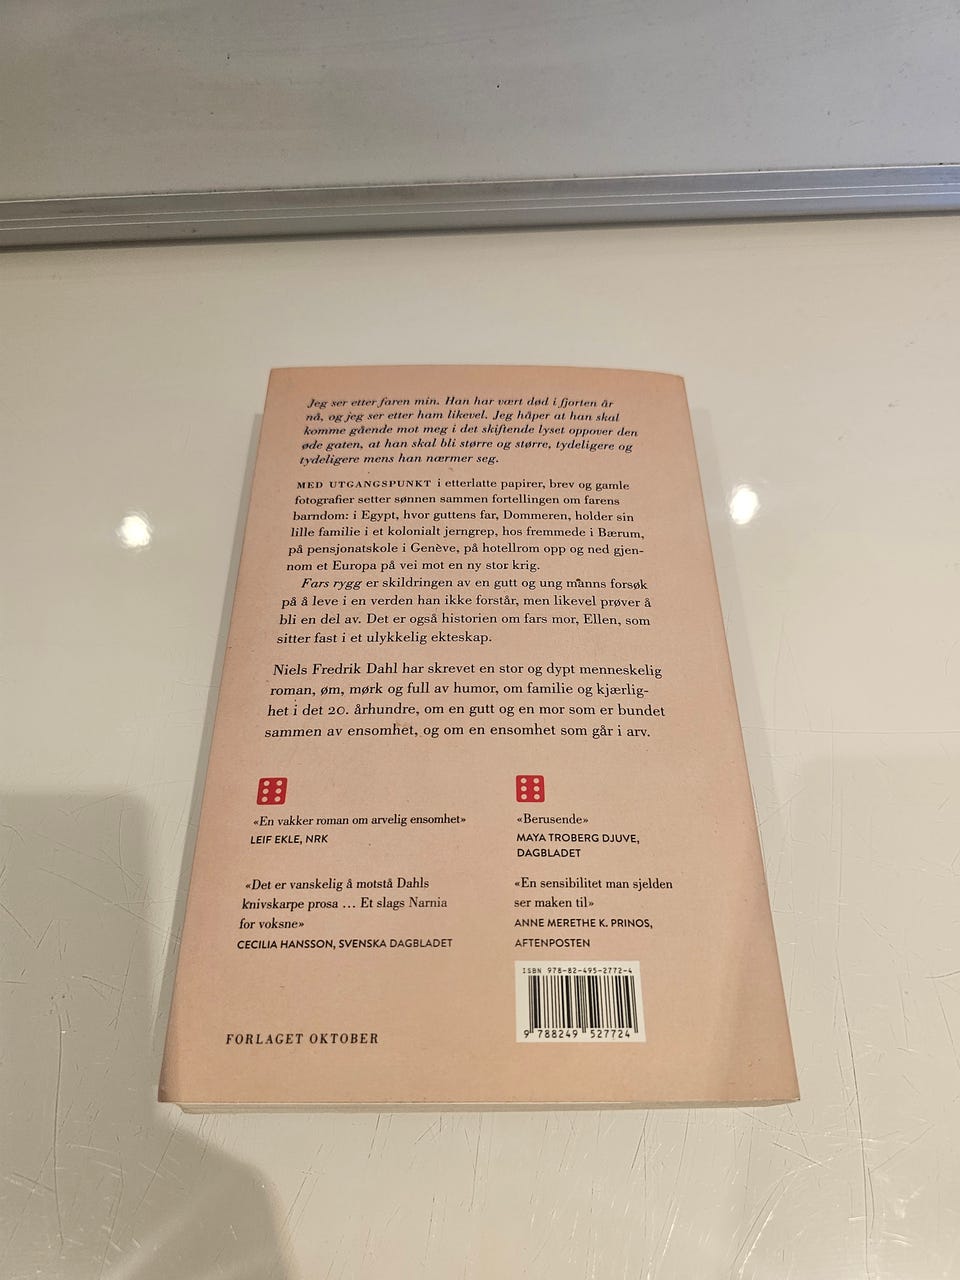 Jeg ser etter faren min. Han har vært død i fjorten år
nå, og jeg ser etter ham likevel. Jeg håper at han skal
komme gående mot meg i det skiftende lyset oppover den
øde gaten, at han skal bli større og større, tydeligere og
tydeligere mens han nærmer seg.
MED UTGANGSPUNKT i etterlatte papirer, brev og gamle
fotografier setter sønnen sammen fortellingen om farens
barndom: i Egypt, hvor guttens far, Dommeren, holder sin
lille familie i et kolonialt jerngrep, hos fremmede i Bærum,
på pensjonatskole i Genève, på hotellrom opp og ned gjen-
nom et Europa på vei mot en ny stor krig.
Fars rygg er skildringen av en gutt og ung manns forsøk
på å leve i en verden han ikke forstår, men likevel prøver å
bli en del av. Det er også historien om fars mor, Ellen, som
sitter fast i et ulykkelig ekteskap.
Niels Fredrik Dahl har skrevet en stor og dypt menneskelig
roman, øm, mørk og full av humor, om familie og kjærlig-
het i det 20. århundre, om en gutt og en mor som er bundet
sammen av ensomhet, og om en ensomhet som går i arv.
«En vakker roman om arvelig ensomhet»
LEIF EKLE, NRK
«Det er vanskelig å motstå Dahls
knivskarpe prosa … Et slags Narnia
for voksne»
CECILIA HANSSON, SVENSKA DAGBLADET
«Berusende»
MAYA TROBERG DJUVE,
DAGBLADET
«En sensibilitet man sjelden
ser maken til»
ANNE MERETHE K. PRINOS,
AFTENPOSTEN
ISBN 978-82-495-2772-4
9 788249 527724
FORLAGET OKTOBER